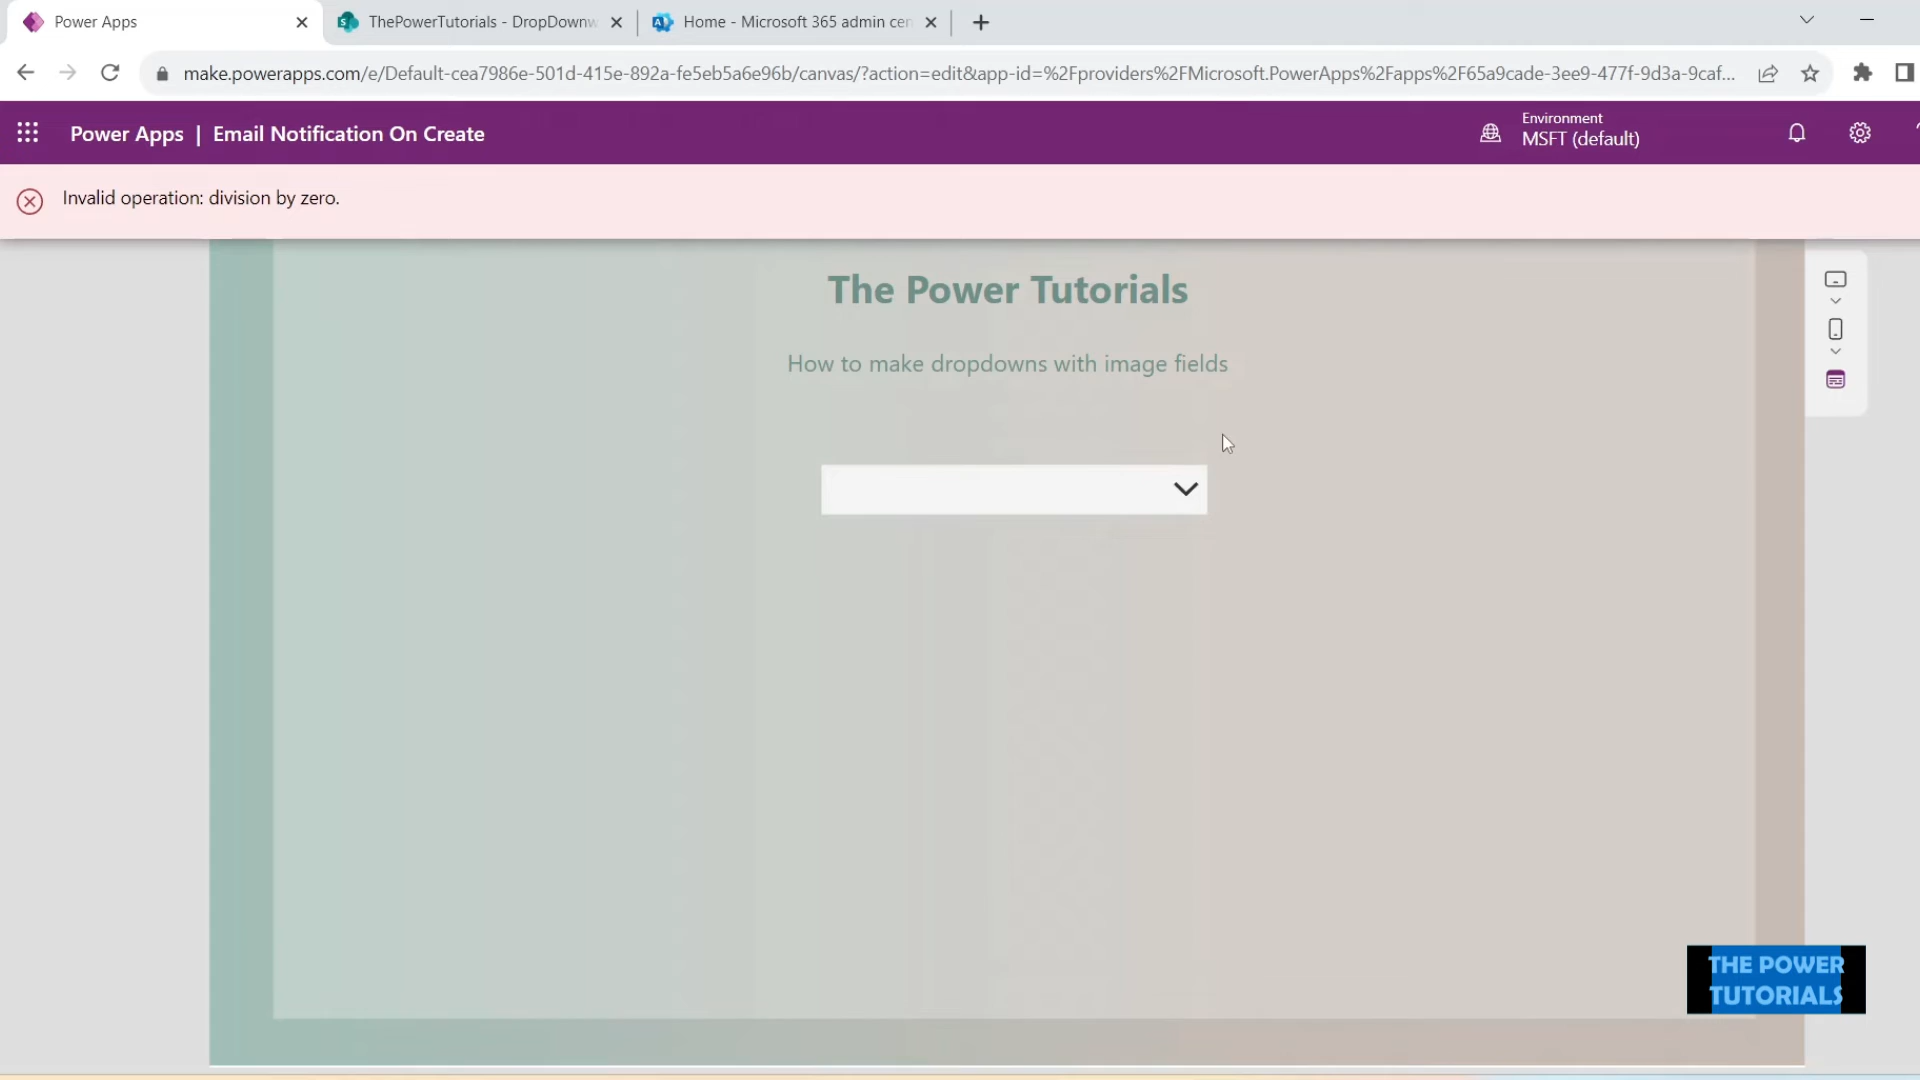 Power Apps
ThePowerTutorials - DropDownw
Home - Microsoft 365 admin cen
make.powerapps.com/e/Default-cea7986e-501d-415e-892a-fe5eb5a6e96b/canvas/?action=edit&app-id=%2Fproviders%2FMicrosoft.PowerApps%2Fapps%2F65a9cade-3ee9-477f-9d3a-9caf...
Power Apps | Email Notification On Create
Environment
MSFT (default)
Invalid operation: division by zero.
The Power Tutorials
How to make dropdowns with image fields
THE POWER
TUTORIALS